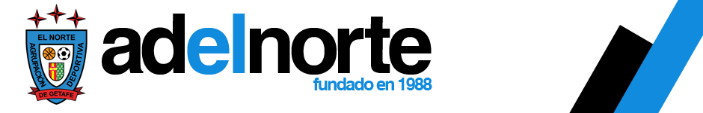 EL NORTE
AGRUPACIÓN DEPORTIVA
DE GETAFE
adelnorte
fundado en 1988